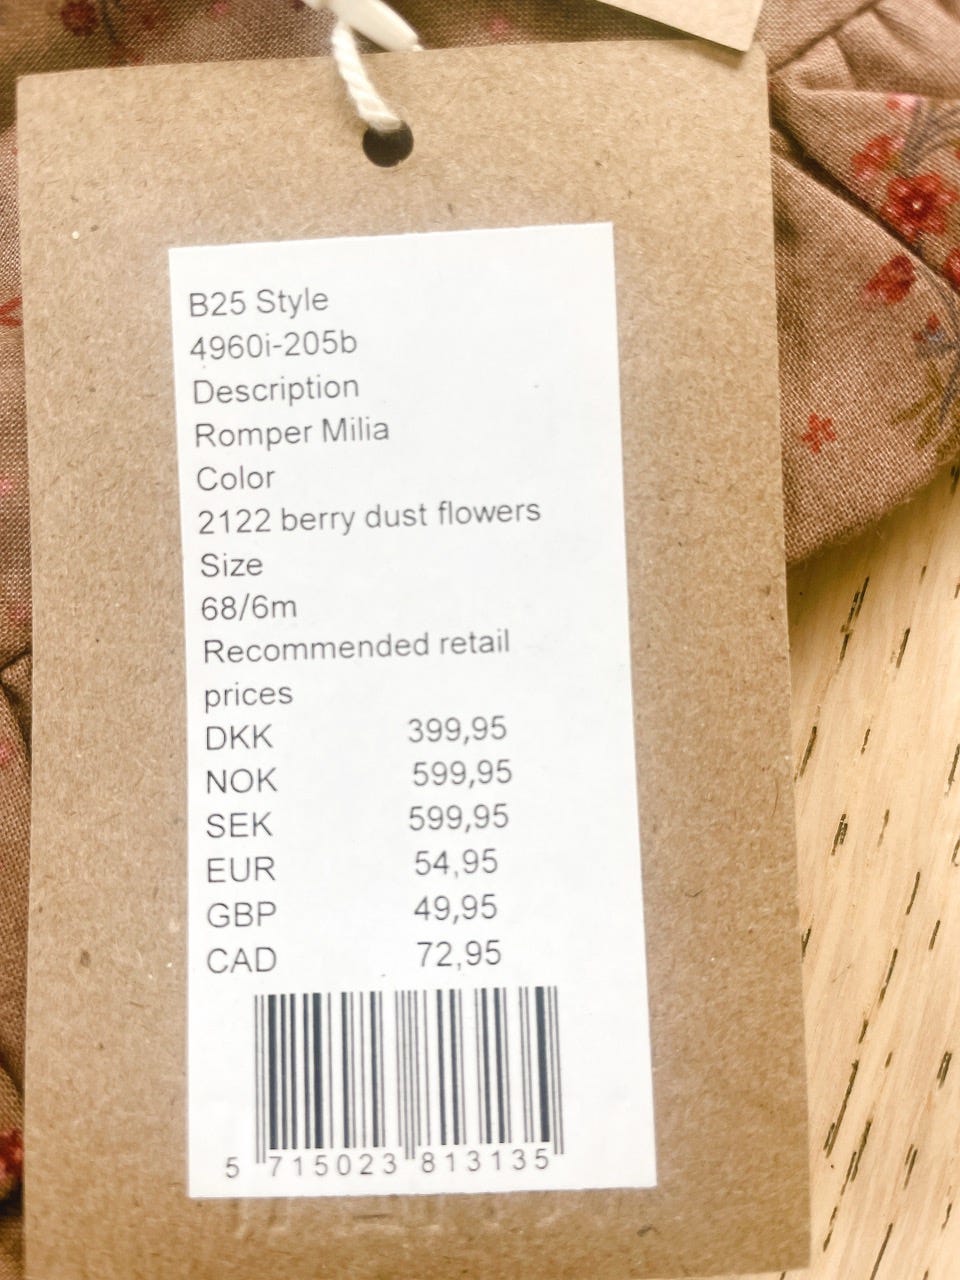 B25 Style
4960i-205b
Description
Romper Milia
Color
2122 berry dust flowers
Size
68/6m
Recommended retail
prices
DKK 399,95
NOK 599,95
SEK 599,95
EUR 54,95
GBP 49,95
CAD 72,95
5 715023 813135